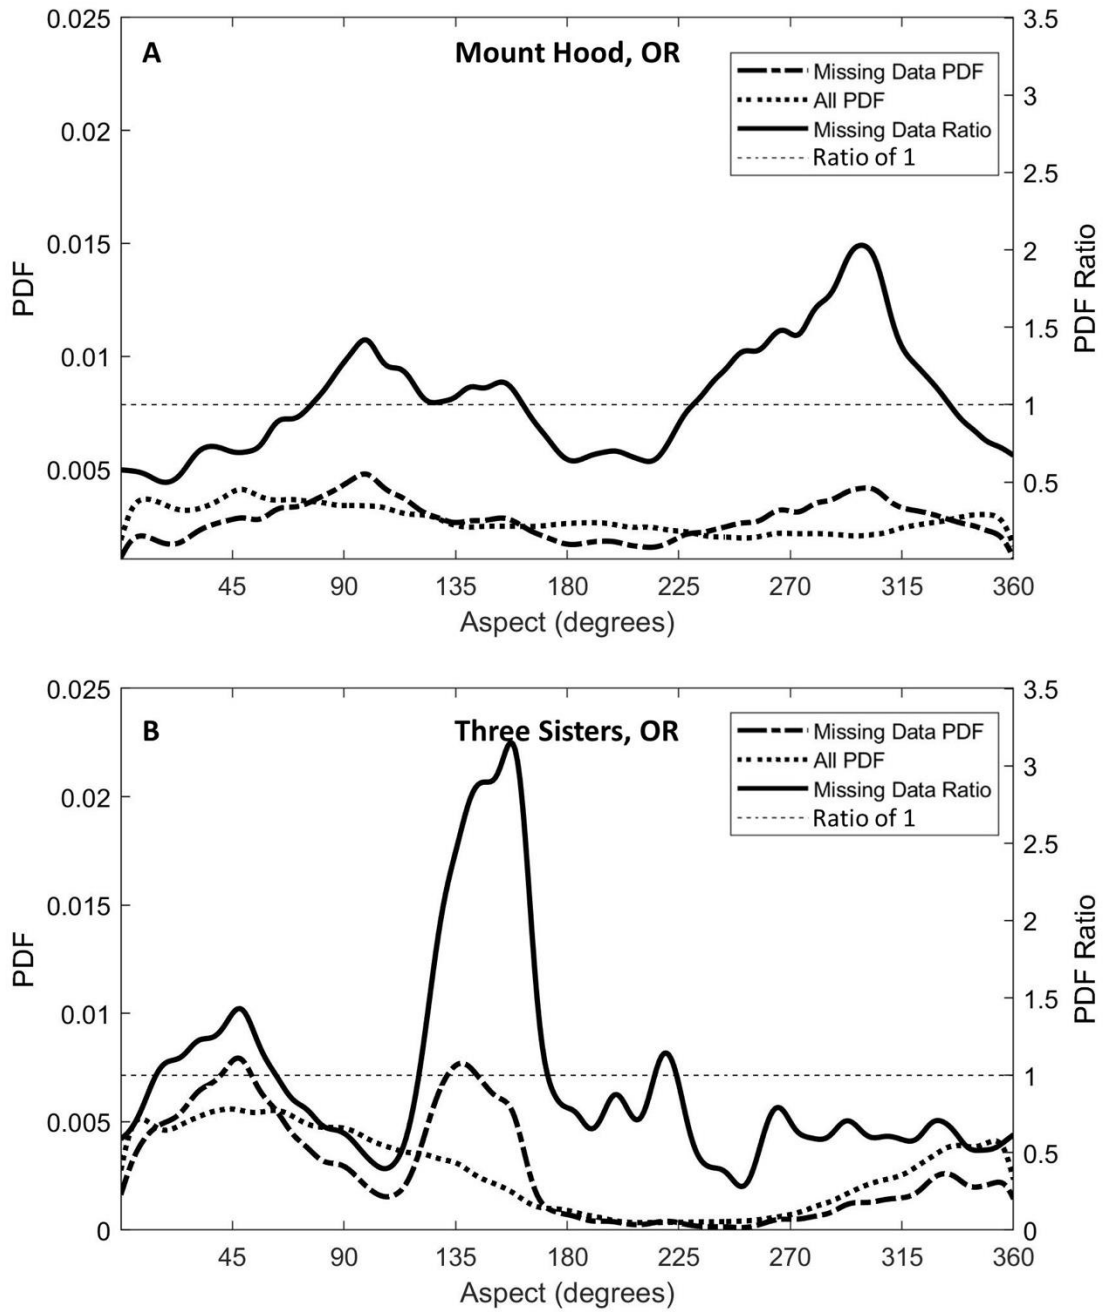 A
Mount Hood, OR
Missing Data PDF
All PDF
Missing Data Ratio
Ratio of 1
0.025
0.02
0.015
0.01
0.005
PDF
3.5
3
2.5
2
1.5
1
0.5
PDF Ratio
45 90 135 180 225 270 315 360
Aspect (degrees)
B
Three Sisters, OR
Missing Data PDF
All PDF
Missing Data Ratio
Ratio of 1
0.025
0.02
0.015
0.01
0.005
0
PDF
3.5
3
2.5
2
1.5
1
0.5
0
PDF Ratio
45 90 135 180 225 270 315 360
Aspect (degrees)